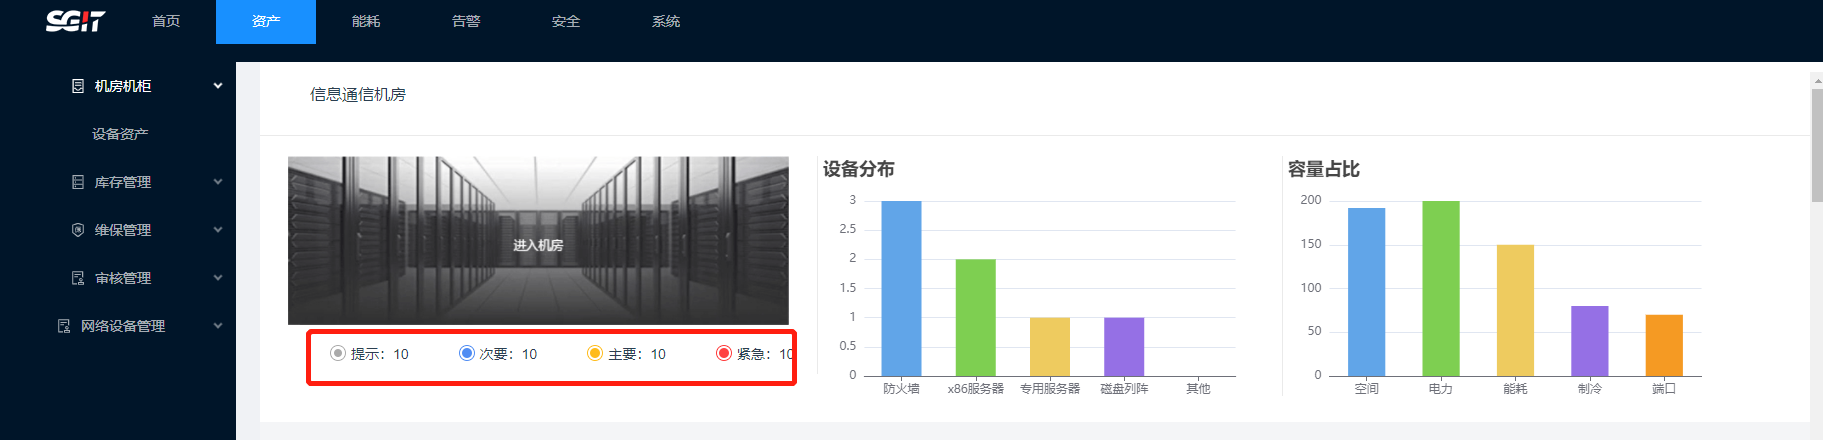 SGIT 首页 资产 能耗 告警 安全 系统
机房机柜
设备资产
库存管理
维保管理
审核管理
网络设备管理
信息通信机房
进入机房
提示：10 次要：10 主要：10 紧急：10
设备分布
3
2.5
2
1.5
1
0.5
0
防火墙 x86服务器 专用服务器 磁盘列阵 其他
容量占比
200
150
100
50
0
空间 电力 能耗 制冷 端口